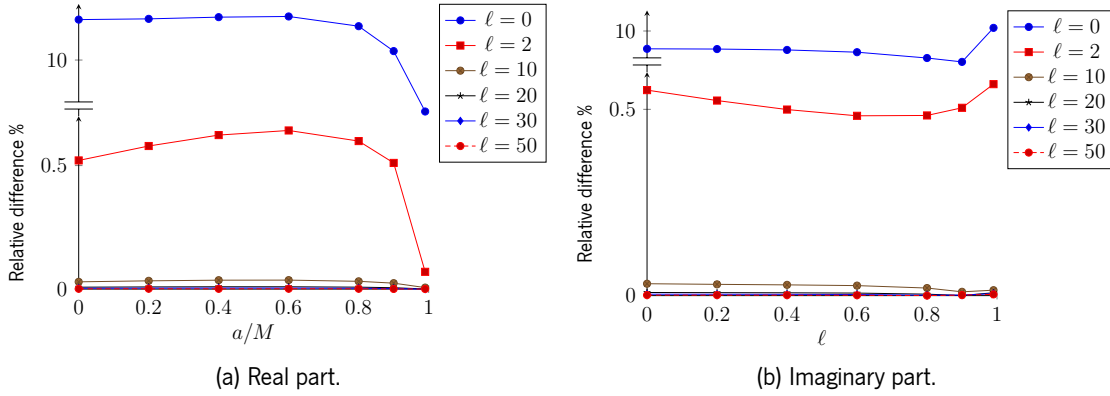 Relative difference %
10
0.5
0
0 0.2 0.4 0.6 0.8 1
a/M
ℓ = 0
ℓ = 2
ℓ = 10
ℓ = 20
ℓ = 30
ℓ = 50
(a) Real part.
Relative difference %
10
0.5
0
0 0.2 0.4 0.6 0.8 1
ℓ
ℓ = 0
ℓ = 2
ℓ = 10
ℓ = 20
ℓ = 30
ℓ = 50
(b) Imaginary part.